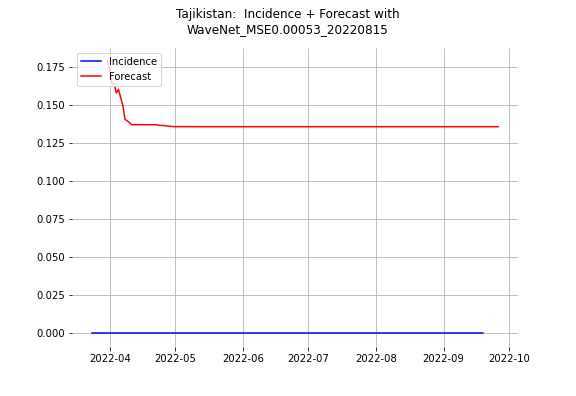 Tajikistan:  Incidence + Forecast with
WaveNet_MSE0.00053_20220815
Incidence
Forecast
0.175
0.150
0.125
0.100
0.075
0.050
0.025
0.000
2022-04 2022-05 2022-06 2022-07 2022-08 2022-09 2022-10